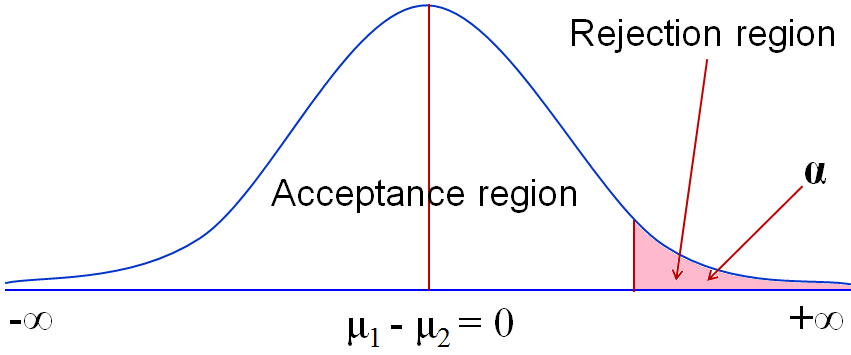 Rejection region
α
Acceptance region
-∞
μ1 - μ2 = 0
+∞